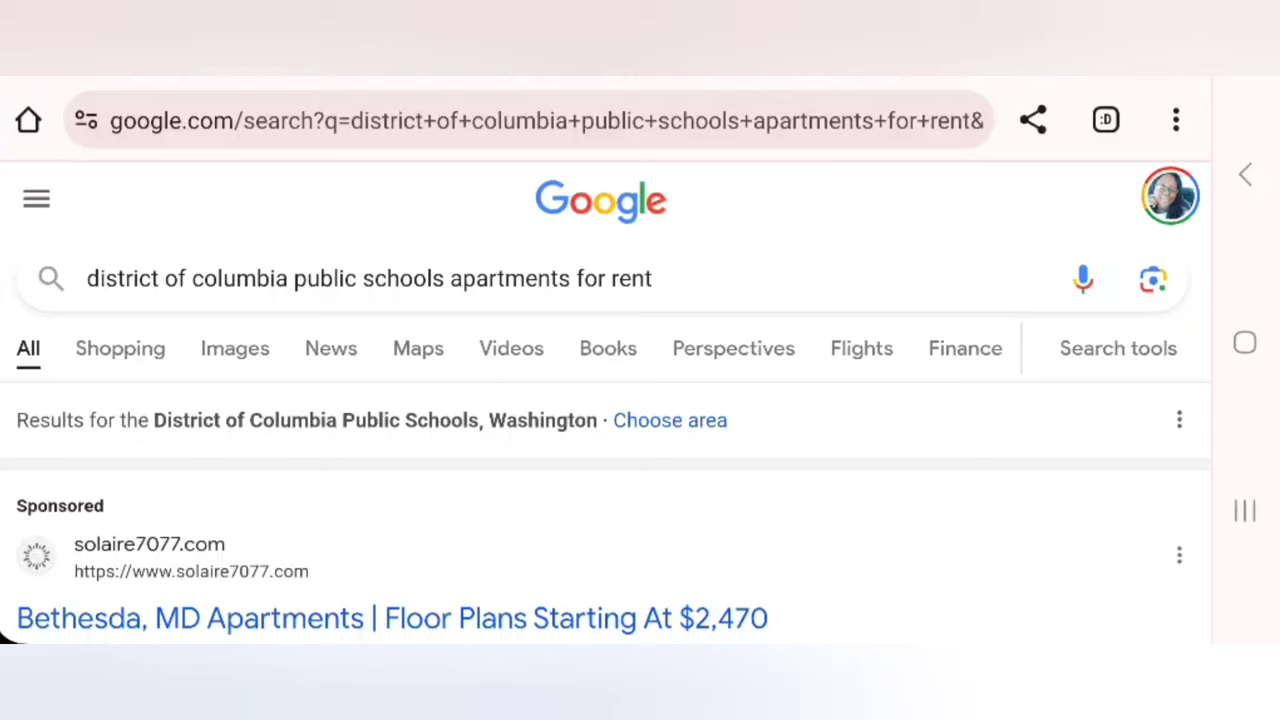 google.com/search?q=district+of+columbia+public+schools+apartments+for+rent&
:D
Google
district of columbia public schools apartments for rent
All Shopping Images News Maps Videos Books Perspectives Flights Finance Search tools
Results for the District of Columbia Public Schools, Washington · Choose area
Sponsored
solaire7077.com
https://www.solaire7077.com
Bethesda, MD Apartments | Floor Plans Starting At $2,470